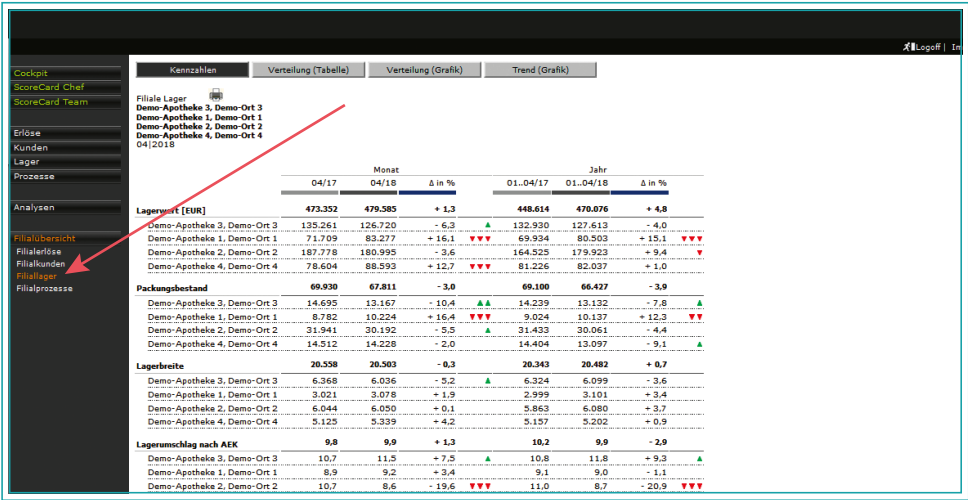 Logoff | Im
Cockpit
ScoreCard Chef
ScoreCard Team
Erlöse
Kunden
Lager
Prozesse
Analysen
Filialübersicht
Filialerlöse
Filialkunden
Filiallager
Filialprozesse
Kennzahlen Verteilung (Tabelle) Verteilung (Grafik) Trend (Grafik)
Filiale Lager
Demo-Apotheke 3, Demo-Ort 3
Demo-Apotheke 1, Demo-Ort 1
Demo-Apotheke 2, Demo-Ort 2
Demo-Apotheke 4, Demo-Ort 4
04|2018
Monat Jahr
04/17 04/18 Δ in % 01..04/17 01..04/18 Δ in %
Lagerwert [EUR] 473.352 479.585 + 1,3 448.614 470.076 + 4,8
Demo-Apotheke 3, Demo-Ort 3 135.261 126.720 - 6,3 ▲ 132.930 127.613 - 4,0
Demo-Apotheke 1, Demo-Ort 1 71.709 83.277 + 16,1 ▼▼▼ 69.934 80.503 + 15,1 ▼▼▼
Demo-Apotheke 2, Demo-Ort 2 187.778 180.995 - 3,6 164.525 179.923 + 9,4 ▼
Demo-Apotheke 4, Demo-Ort 4 78.604 88.593 + 12,7 ▼▼▼ 81.226 82.037 + 1,0
Packungsbestand 69.930 67.811 - 3,0 69.100 66.427 - 3,9
Demo-Apotheke 3, Demo-Ort 3 14.695 13.167 - 10,4 ▲▲ 14.239 13.132 - 7,8 ▲
Demo-Apotheke 1, Demo-Ort 1 8.782 10.224 + 16,4 ▼▼▼ 9.024 10.137 + 12,3 ▼▼
Demo-Apotheke 2, Demo-Ort 2 31.941 30.192 - 5,5 ▲ 31.433 30.061 - 4,4
Demo-Apotheke 4, Demo-Ort 4 14.512 14.228 - 2,0 14.404 13.097 - 9,1 ▲
Lagerbreite 20.558 20.503 - 0,3 20.343 20.482 + 0,7
Demo-Apotheke 3, Demo-Ort 3 6.368 6.036 - 5,2 ▲ 6.324 6.099 - 3,6
Demo-Apotheke 1, Demo-Ort 1 3.021 3.078 + 1,9 2.999 3.101 + 3,4
Demo-Apotheke 2, Demo-Ort 2 6.044 6.050 + 0,1 5.863 6.080 + 3,7
Demo-Apotheke 4, Demo-Ort 4 5.125 5.339 + 4,2 5.157 5.202 + 0,9
Lagerumschlag nach AEK 9,8 9,9 + 1,3 10,2 9,9 - 2,9
Demo-Apotheke 3, Demo-Ort 3 10,7 11,5 + 7,5 ▲ 10,8 11,8 + 9,3 ▲
Demo-Apotheke 1, Demo-Ort 1 8,9 9,2 + 3,4 9,1 9,0 - 1,1
Demo-Apotheke 2, Demo-Ort 2 10,7 8,6 - 19,6 ▼▼▼ 11,0 8,7 - 20,9 ▼▼▼